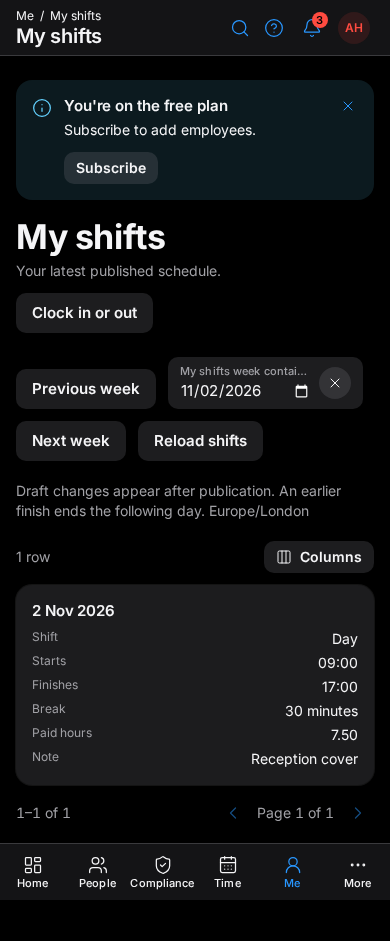 Me / My shifts
My shifts
3
AH
You're on the free plan
Subscribe to add employees.
Subscribe
My shifts
Your latest published schedule.
Clock in or out
Previous week
My shifts week contai...
11/02/2026
Next week
Reload shifts
Draft changes appear after publication. An earlier
finish ends the following day. Europe/London
1 row
Columns
2 Nov 2026
Shift Day
Starts 09:00
Finishes 17:00
Break 30 minutes
Paid hours 7.50
Note Reception cover
1–1 of 1
Page 1 of 1
Home People Compliance Time Me More